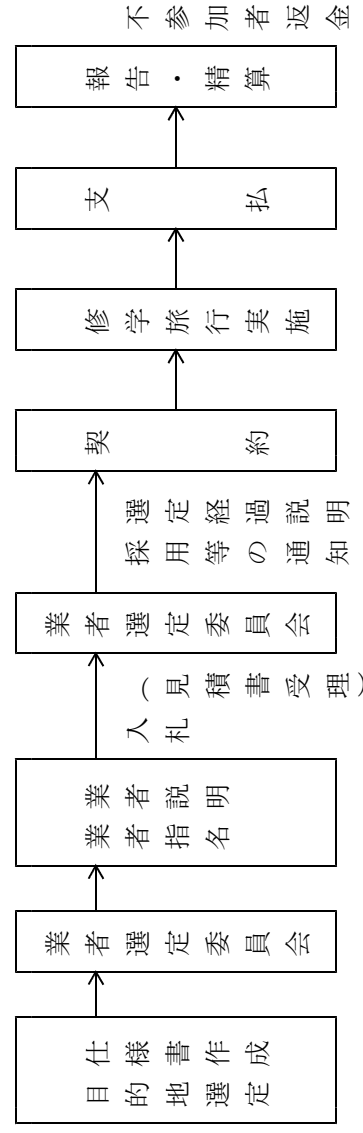 目的地選定
仕様書作成
業者選定委員会
業者指名
業者説明
入札
(見積書受理)
業者選定委員会
採用等の通知
選定経過説明
契約
修学旅行実施
支払
報告・精算
不参加者返金